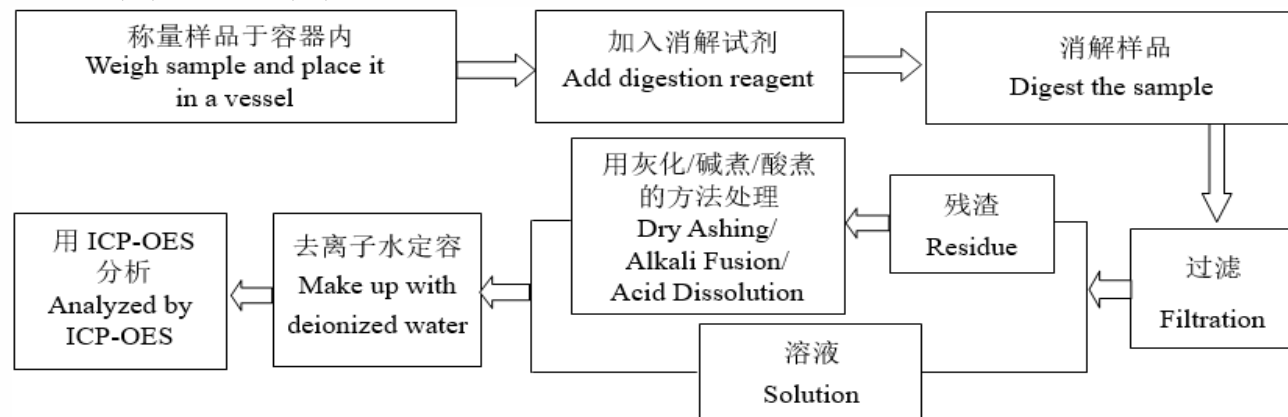 称量样品于容器内
Weigh sample and place it
in a vessel
加入消解试剂
Add digestion reagent
消解样品
Digest the sample
过滤
Filtration
残渣
Residue
用灰化/碱煮/酸煮
的方法处理
Dry Ashing/
Alkali Fusion/
Acid Dissolution
溶液
Solution
去离子水定容
Make up with
deionized water
用 ICP-OES
分析
Analyzed by
ICP-OES